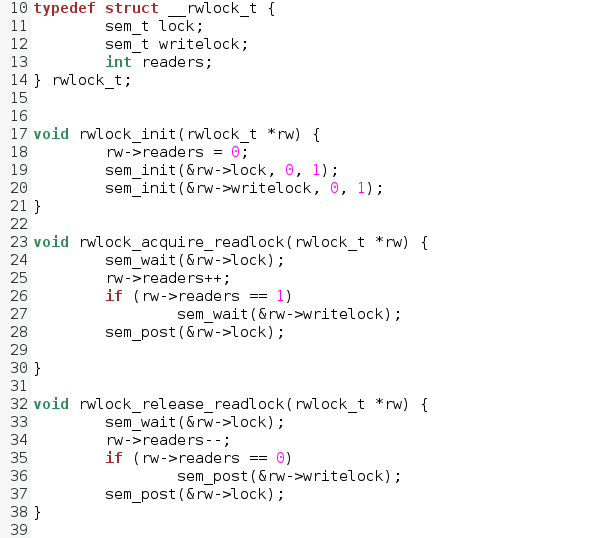 10 typedef struct __rwlock_t {
11         sem_t lock;
12         sem_t writelock;
13         int readers;
14 } rwlock_t;
15
16
17 void rwlock_init(rwlock_t *rw) {
18         rw->readers = 0;
19         sem_init(&rw->lock, 0, 1);
20         sem_init(&rw->writelock, 0, 1);
21 }
22
23 void rwlock_acquire_readlock(rwlock_t *rw) {
24         sem_wait(&rw->lock);
25         rw->readers++;
26         if (rw->readers == 1)
27                 sem_wait(&rw->writelock);
28         sem_post(&rw->lock);
29
30 }
31
32 void rwlock_release_readlock(rwlock_t *rw) {
33         sem_wait(&rw->lock);
34         rw->readers--;
35         if (rw->readers == 0)
36                 sem_post(&rw->writelock);
37         sem_post(&rw->lock);
38 }
39